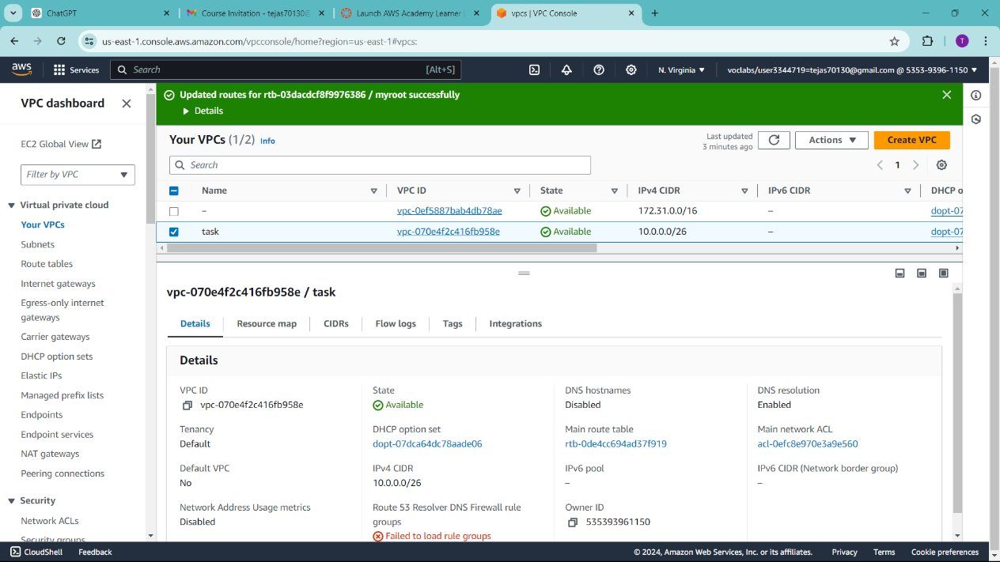 ChatGPT
Course Invitation - tejas70130@
Launch AWS Academy Learner
vpcs | VPC Console
us-east-1.console.aws.amazon.com/vpcconsole/home?region=us-east-1#vpcs:
T
aws
Services
Search
[Alt+S]
N. Virginia
voclabs/user3344719=tejas70130@gmail.com @ 5353-9396-1150
VPC dashboard
EC2 Global View
Filter by VPC
Virtual private cloud
Your VPCs
Subnets
Route tables
Internet gateways
Egress-only internet
gateways
Carrier gateways
DHCP option sets
Elastic IPs
Managed prefix lists
Endpoints
Endpoint services
NAT gateways
Peering connections
Security
Network ACLs
Security groups
Updated routes for rtb-03dacdcf8f9976386 / myroot successfully
Details
Your VPCs (1/2) Info
Last updated
3 minutes ago
Actions
Create VPC
Search
1
Name VPC ID State IPv4 CIDR IPv6 CIDR DHCP o
– vpc-0ef5887bab4db78ae Available 172.31.0.0/16 – dopt-07
task vpc-070e4f2c416fb958e Available 10.0.0.0/26 – dopt-07
vpc-070e4f2c416fb958e / task
Details Resource map CIDRs Flow logs Tags Integrations
Details
VPC ID
vpc-070e4f2c416fb958e
State
Available
DNS hostnames
Disabled
DNS resolution
Enabled
Tenancy
Default
DHCP option set
dopt-07dca64dc78aade06
Main route table
rtb-0de4cc694ad37f919
Main network ACL
acl-0efc8e970e3a9e560
Default VPC
No
IPv4 CIDR
10.0.0.0/26
IPv6 pool
–
IPv6 CIDR (Network border group)
–
Network Address Usage metrics
Disabled
Route 53 Resolver DNS Firewall rule
groups
Failed to load rule groups
Owner ID
535393961150
CloudShell
Feedback
© 2024, Amazon Web Services, Inc. or its affiliates.
Privacy
Terms
Cookie preferences